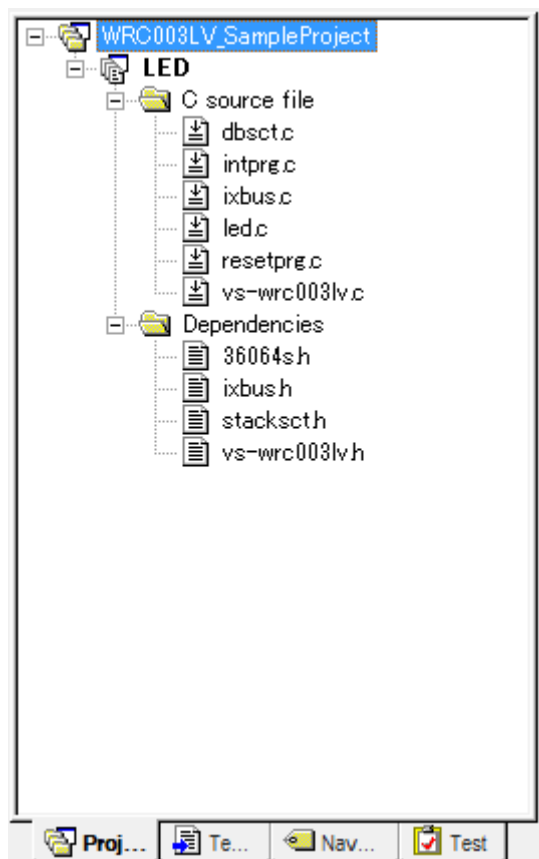 WRC003LV_SampleProject
LED
C source file
dbsct.c
intprg.c
ixbus.c
led.c
resetprg.c
vs-wrc003lv.c
Dependencies
36064s.h
ixbus.h
stacksct.h
vs-wrc003lv.h
Proj... Te... Nav... Test